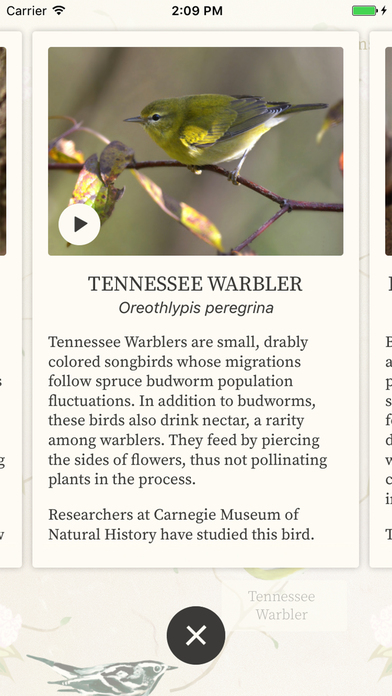 Carrier 2:09 PM
TENNESSEE WARBLER
Oreothlypis peregrina
Tennessee Warblers are small, drably
colored songbirds whose migrations
follow spruce budworm population
fluctuations. In addition to budworms,
these birds also drink nectar, a rarity
among warblers. They feed by piercing
the sides of flowers, thus not pollinating
plants in the process.
Researchers at Carnegie Museum of
Natural History have studied this bird.
Tennessee
Warbler